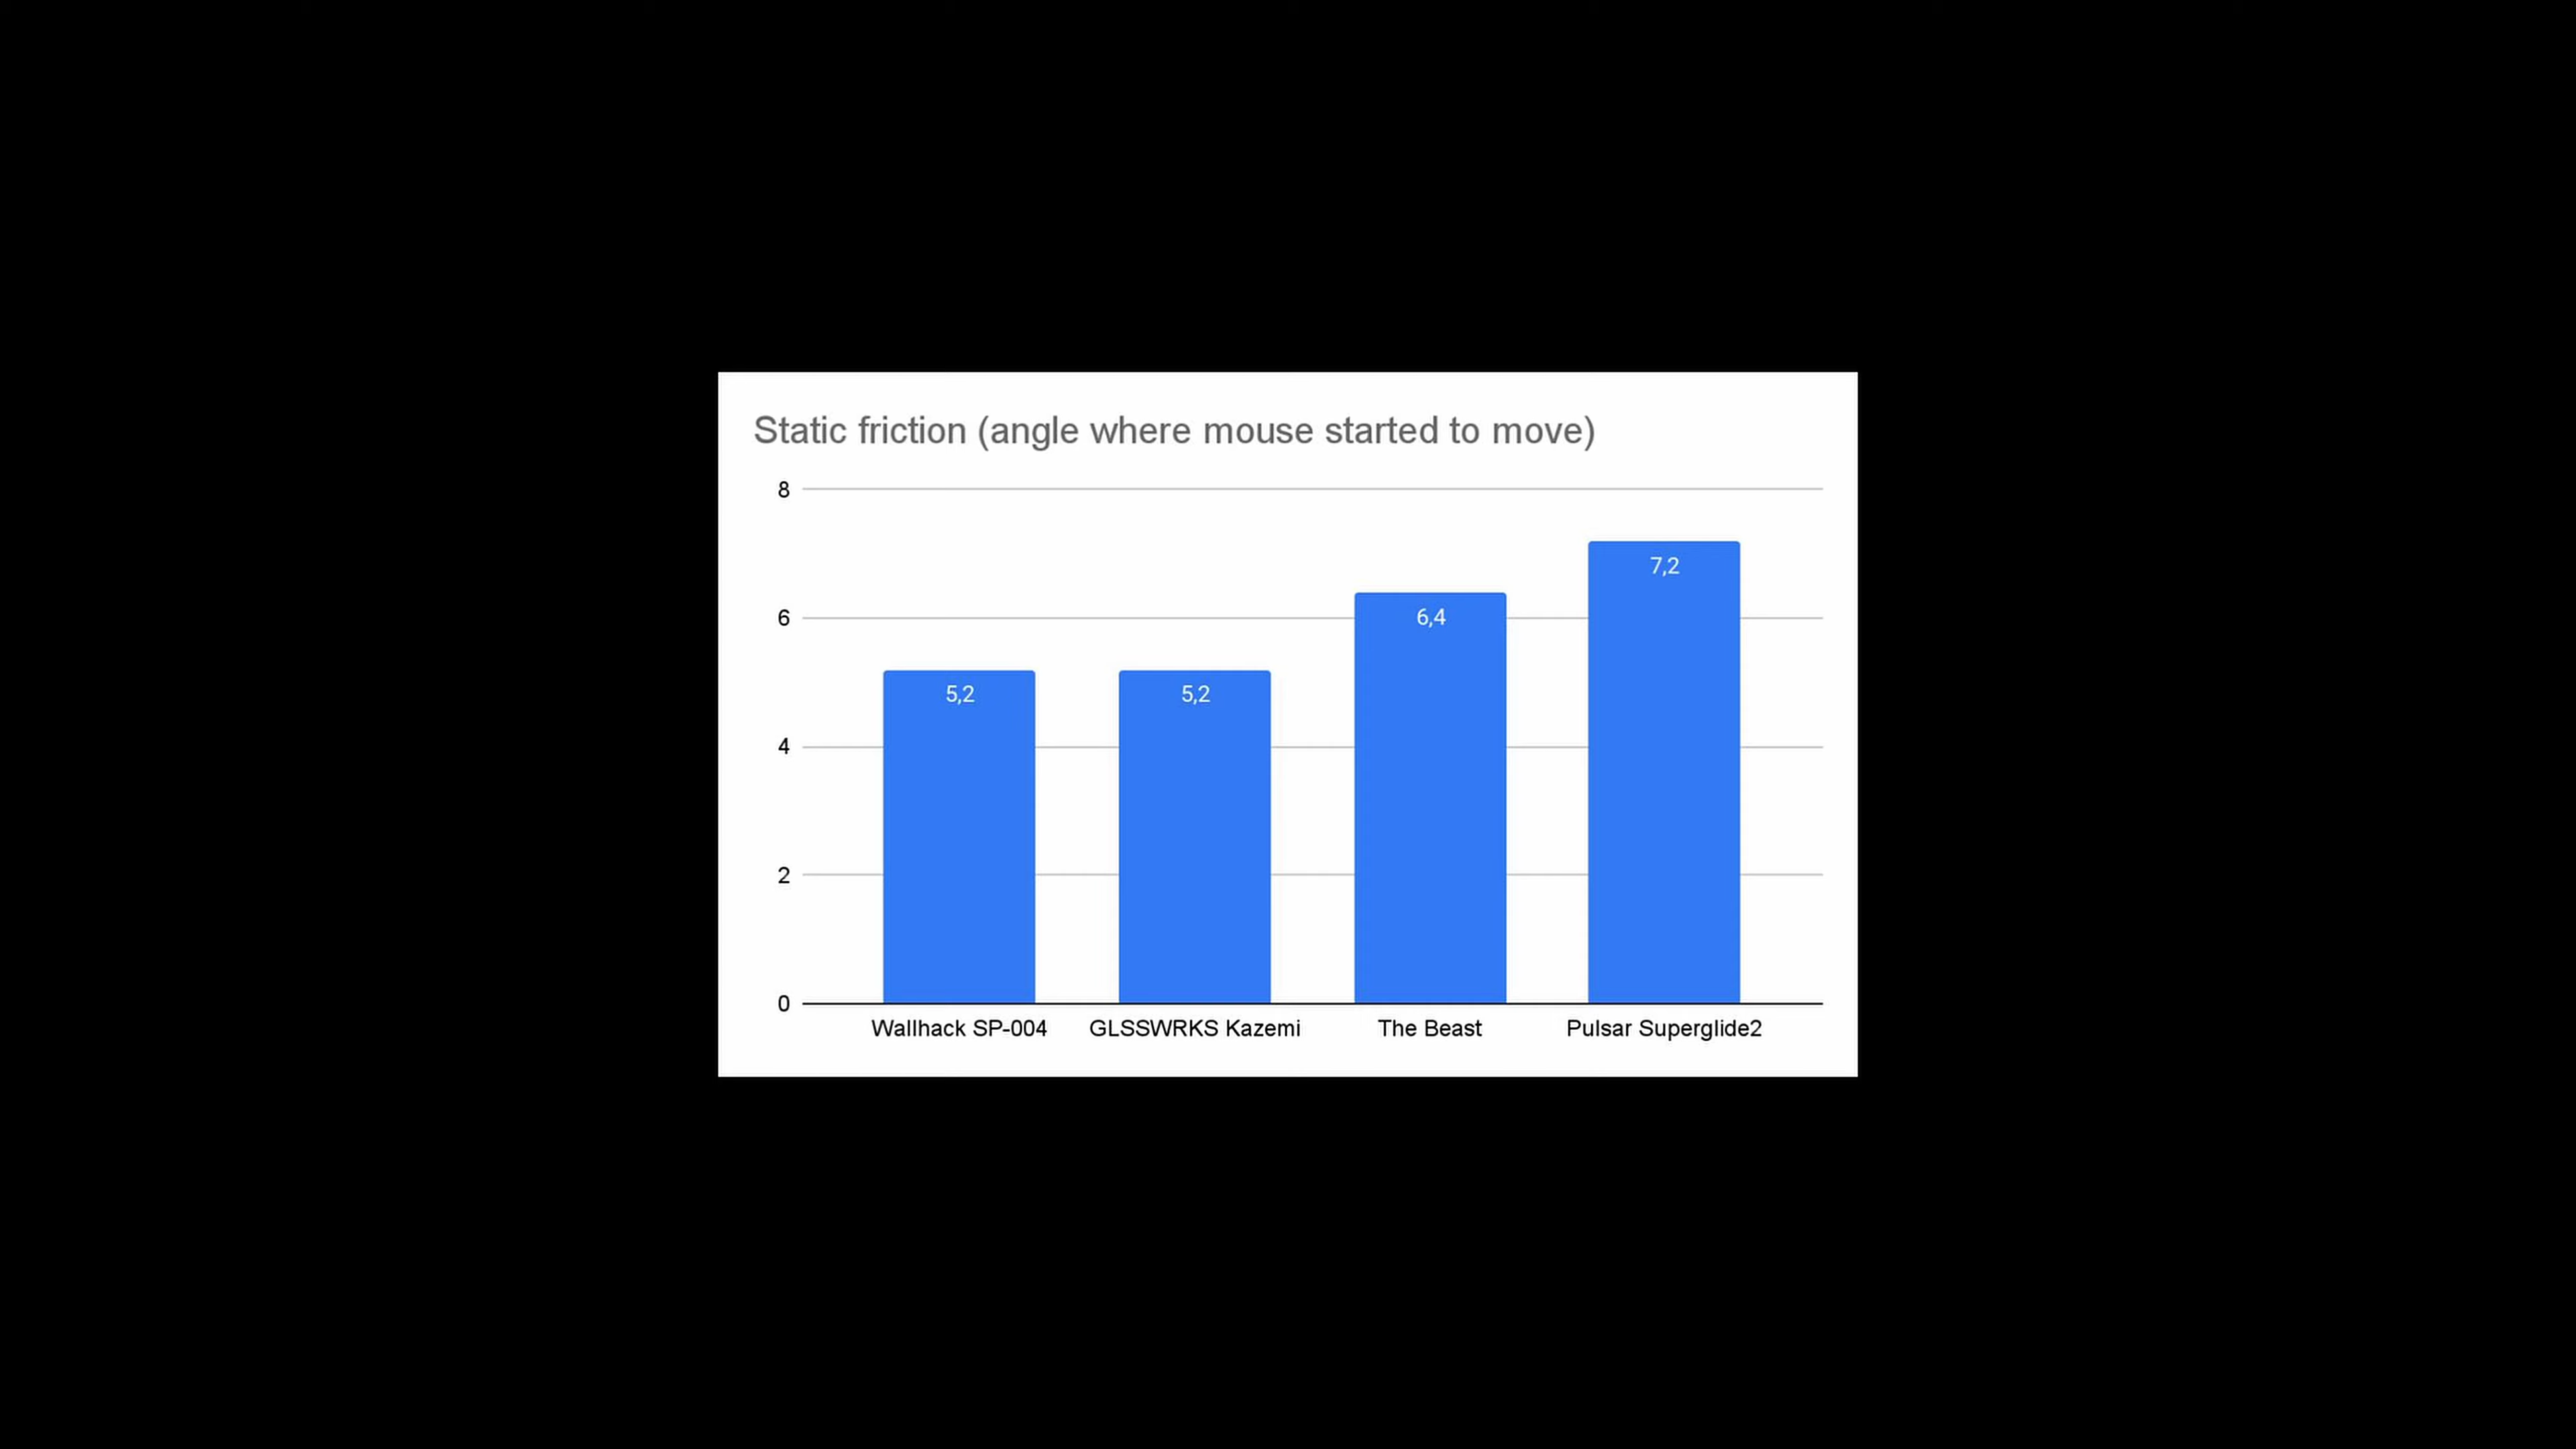 Static friction (angle where mouse started to move)
8
7,2
6,4
6
5,2
5,2
4
2
0
Wallhack SP-004
GLSSWRKS Kazemi
The Beast
Pulsar Superglide2